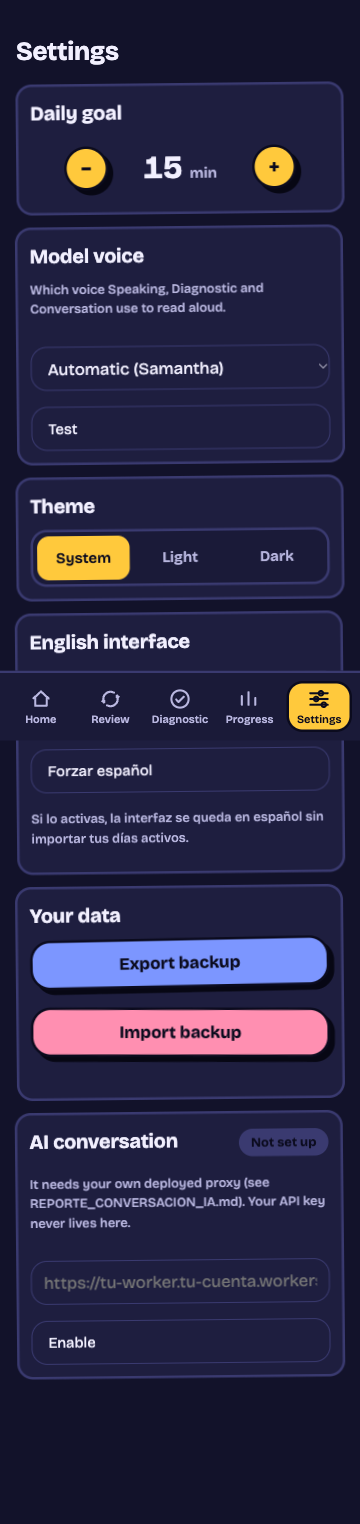 Settings
Daily goal
-
15 min
+
Model voice
Which voice Speaking, Diagnostic and
Conversation use to read aloud.
Automatic (Samantha)
Test
Theme
System
Light
Dark
English interface
Home
Review
Diagnostic
Progress
Settings
Forzar español
Si lo activas, la interfaz se queda en español sin
importar tus días activos.
Your data
Export backup
Import backup
AI conversation
Not set up
It needs your own deployed proxy (see
REPORTE_CONVERSACION_IA.md). Your API key
never lives here.
https://tu-worker.tu-cuenta.workers
Enable